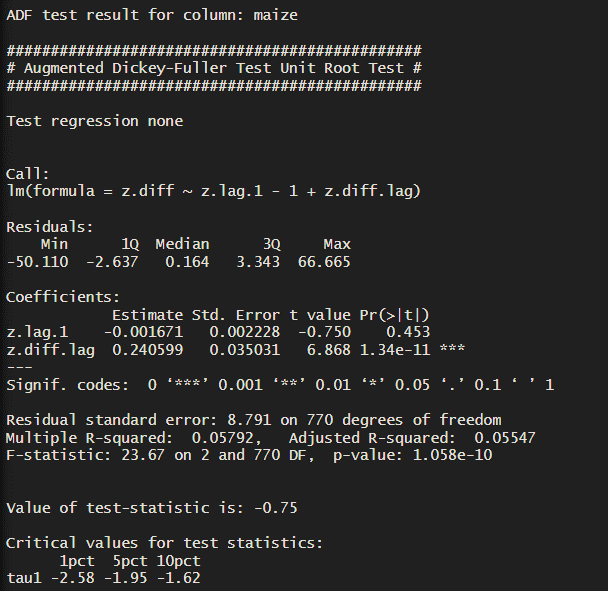 ADF test result for column: maize
###############################################
# Augmented Dickey-Fuller Test Unit Root Test #
###############################################
Test regression none
Call:
lm(formula = z.diff ~ z.lag.1 - 1 + z.diff.lag)
Residuals:
    Min      1Q  Median      3Q     Max
-50.110  -2.637   0.164   3.343  66.665
Coefficients:
            Estimate Std. Error t value Pr(>|t|)
z.lag.1    -0.001671   0.002228  -0.750    0.453
z.diff.lag  0.240599   0.035031   6.868 1.34e-11 ***
---
Signif. codes:  0 ‘***’ 0.001 ‘**’ 0.01 ‘*’ 0.05 ‘.’ 0.1 ‘ ’ 1
Residual standard error: 8.791 on 770 degrees of freedom
Multiple R-squared:  0.05792,   Adjusted R-squared:  0.05547
F-statistic: 23.67 on 2 and 770 DF,  p-value: 1.058e-10
Value of test-statistic is: -0.75
Critical values for test statistics:
      1pct  5pct 10pct
tau1 -2.58 -1.95 -1.62